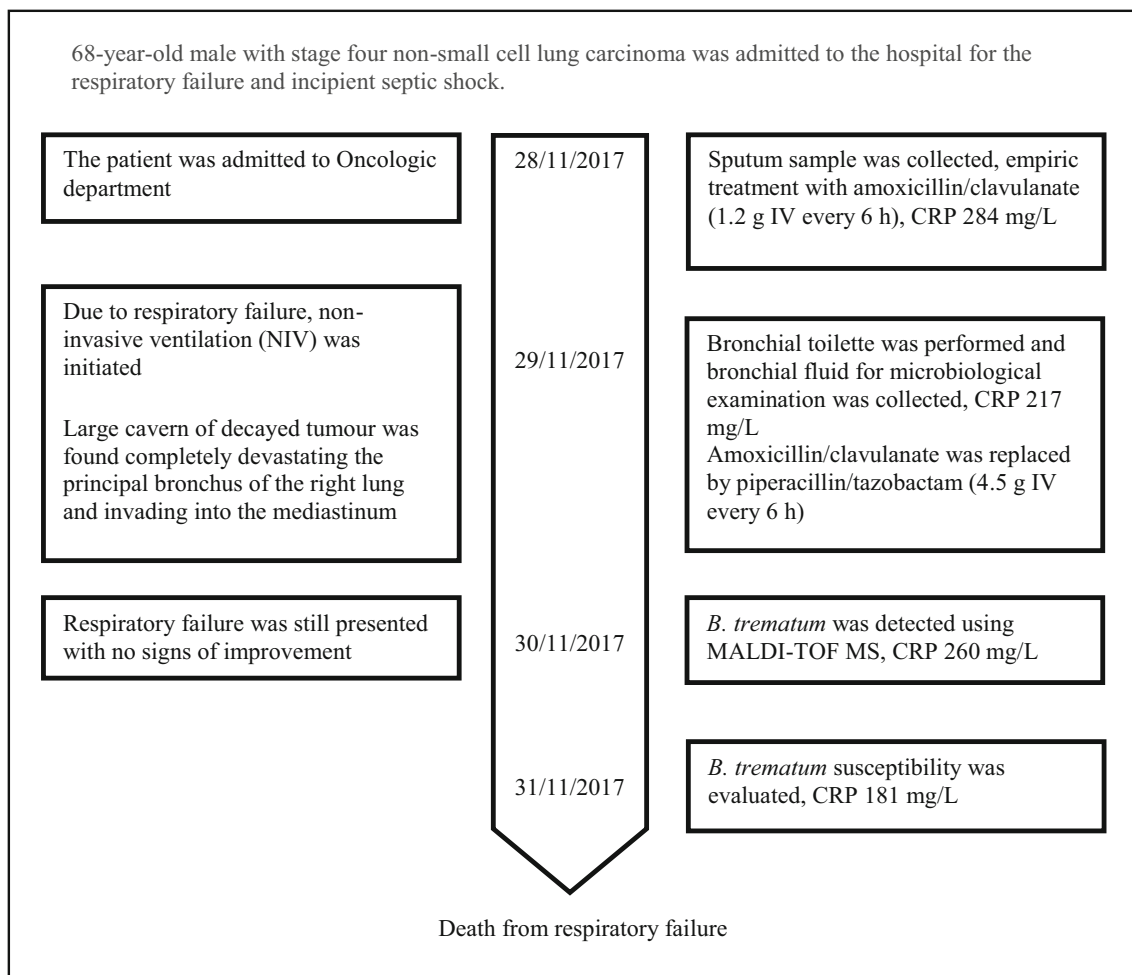 68-year-old male with stage four non-small cell lung carcinoma was admitted to the hospital for the
respiratory failure and incipient septic shock.
The patient was admitted to Oncologic
department
28/11/2017
Sputum sample was collected, empiric
treatment with amoxicillin/clavulanate
(1.2 g IV every 6 h), CRP 284 mg/L
Due to respiratory failure, non-
invasive ventilation (NIV) was
initiated
Large cavern of decayed tumour was
found completely devastating the
principal bronchus of the right lung
and invading into the mediastinum
29/11/2017
Bronchial toilette was performed and
bronchial fluid for microbiological
examination was collected, CRP 217
mg/L
Amoxicillin/clavulanate was replaced
by piperacillin/tazobactam (4.5 g IV
every 6 h)
Respiratory failure was still presented
with no signs of improvement
30/11/2017
B. trematum was detected using
MALDI-TOF MS, CRP 260 mg/L
31/11/2017
B. trematum susceptibility was
evaluated, CRP 181 mg/L
Death from respiratory failure